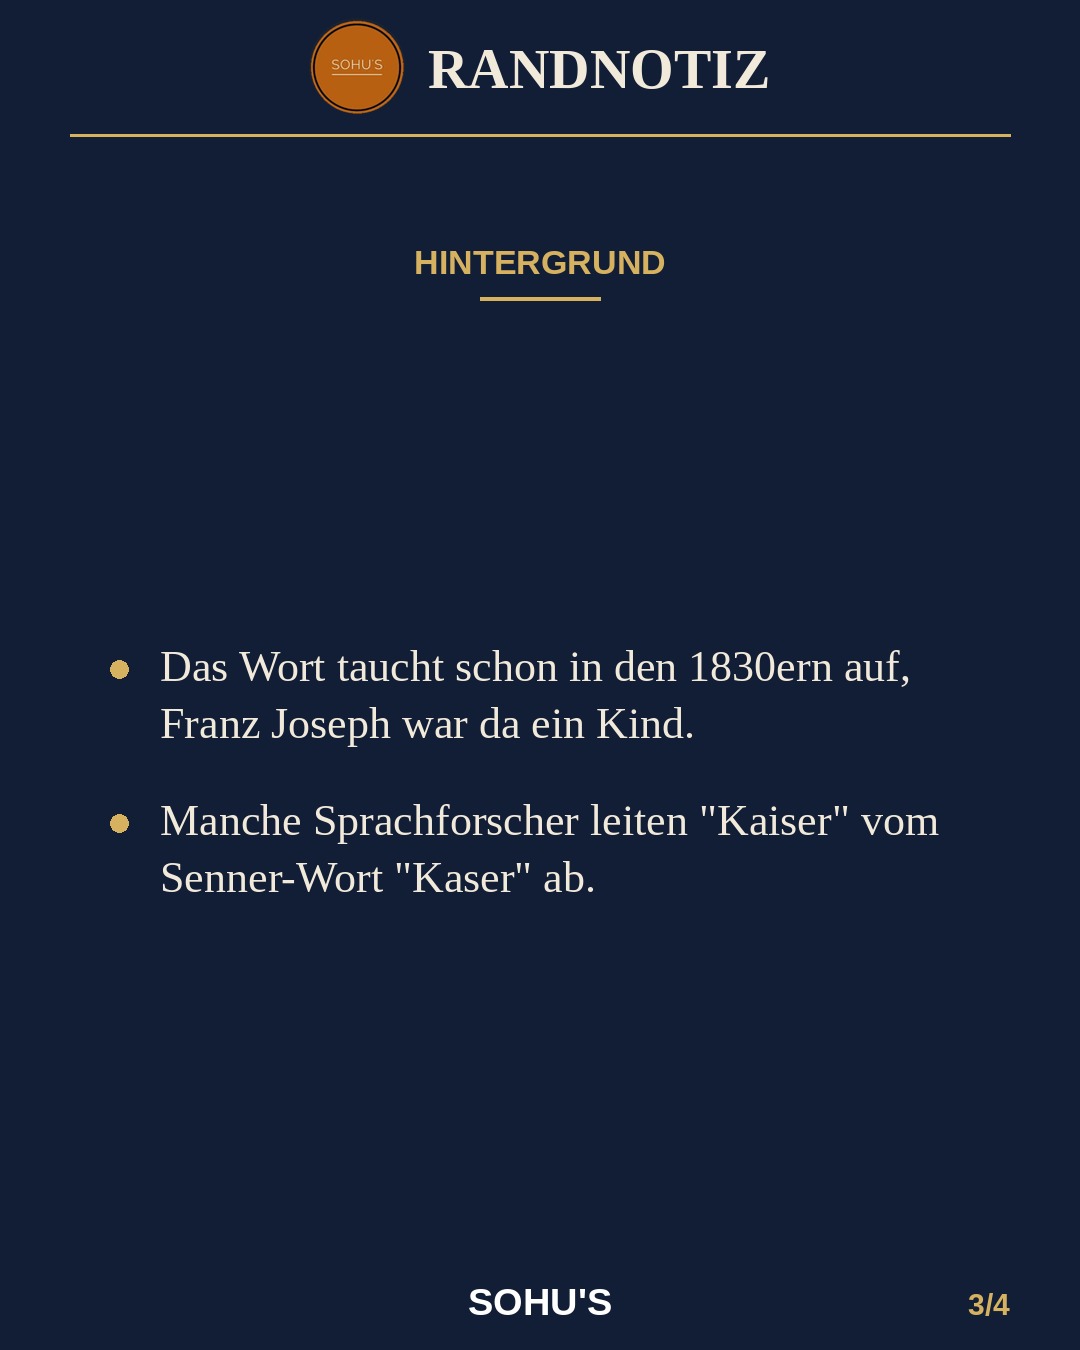 SOHU'S
RANDNOTIZ
HINTERGRUND
Das Wort taucht schon in den 1830ern auf,
Franz Joseph war da ein Kind.
Manche Sprachforscher leiten "Kaiser" vom
Senner-Wort "Kaser" ab.
SOHU'S
3/4